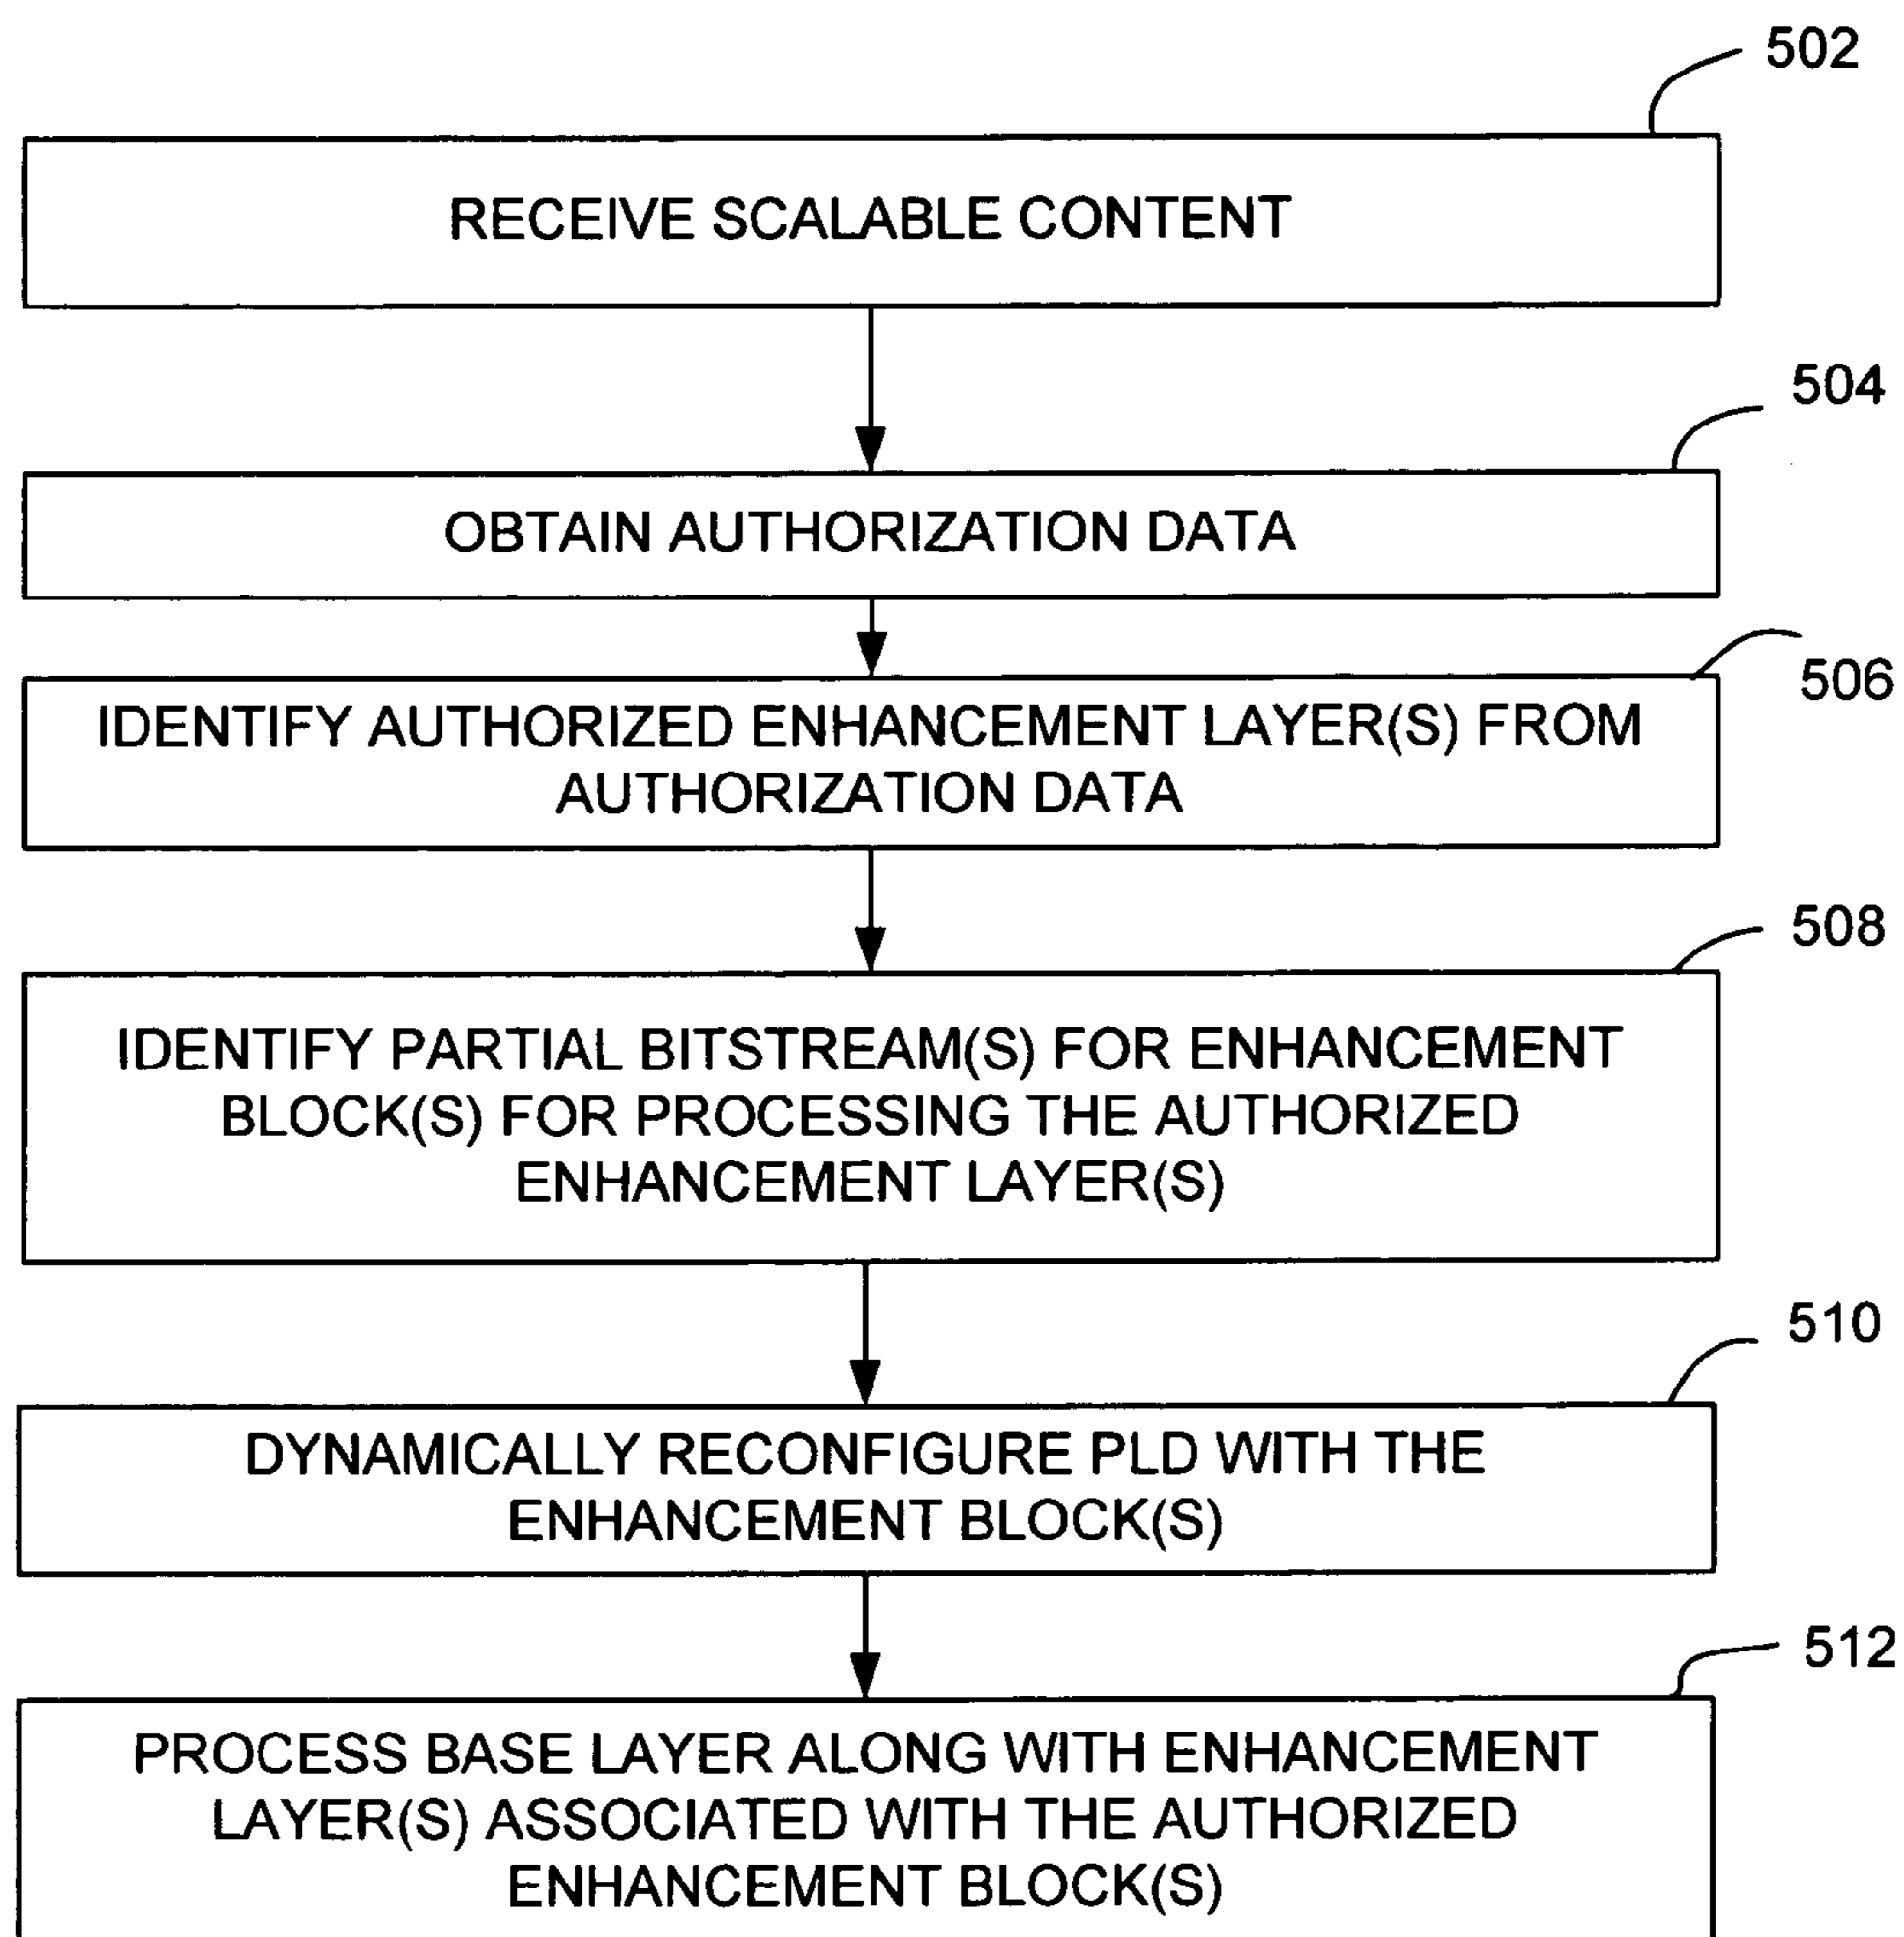 502
RECEIVE SCALABLE CONTENT
504
OBTAIN AUTHORIZATION DATA
506
IDENTIFY AUTHORIZED ENHANCEMENT LAYER(S) FROM
AUTHORIZATION DATA
508
IDENTIFY PARTIAL BITSTREAM(S) FOR ENHANCEMENT
BLOCK(S) FOR PROCESSING THE AUTHORIZED
ENHANCEMENT LAYER(S)
510
DYNAMICALLY RECONFIGURE PLD WITH THE
ENHANCEMENT BLOCK(S)
512
PROCESS BASE LAYER ALONG WITH ENHANCEMENT
LAYER(S) ASSOCIATED WITH THE AUTHORIZED
ENHANCEMENT BLOCK(S)